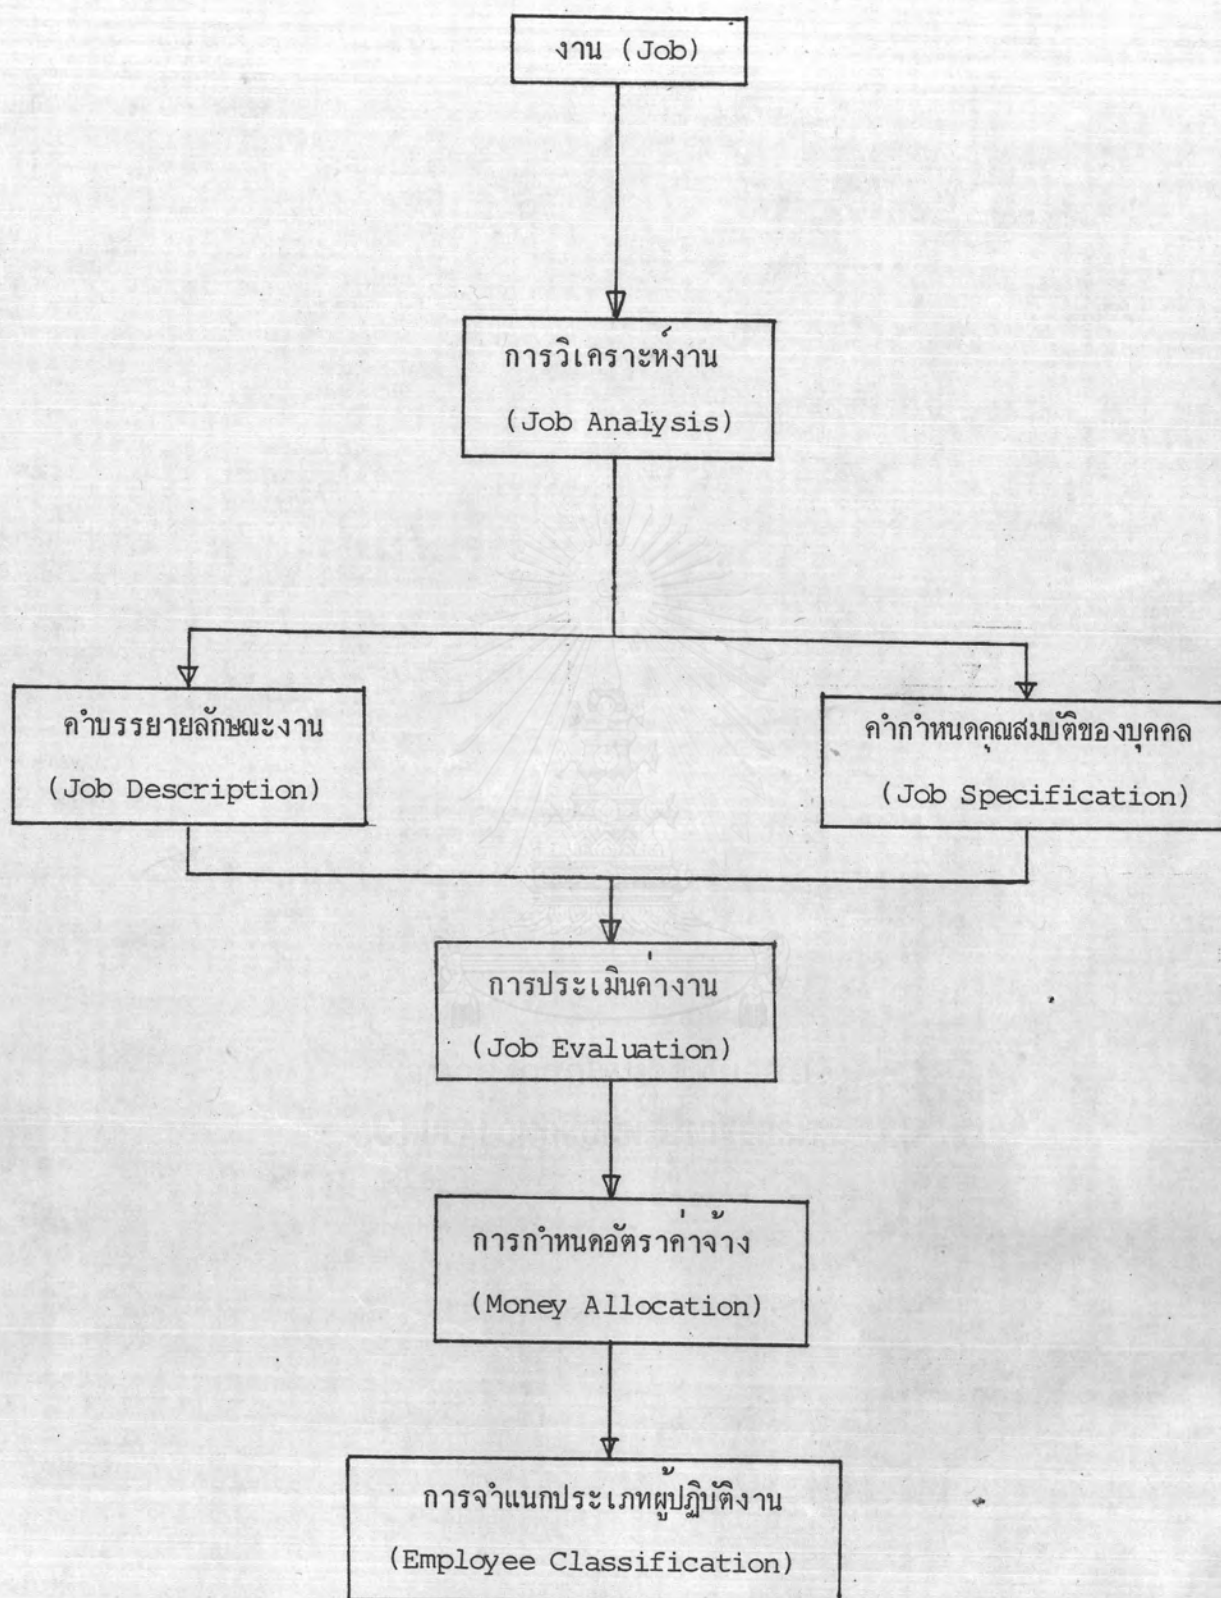 งาน (Job)
การวิเคราะห์งาน
(Job Analysis)
คำบรรยายลักษณะงาน
(Job Description)
คำกำหนดคุณสมบัติของบุคคล
(Job Specification)
การประเมินค่างาน
(Job Evaluation)
การกำหนดอัตราค่าจ้าง
(Money Allocation)
การจำแนกประเภทผู้ปฏิบัติงาน
(Employee Classification)